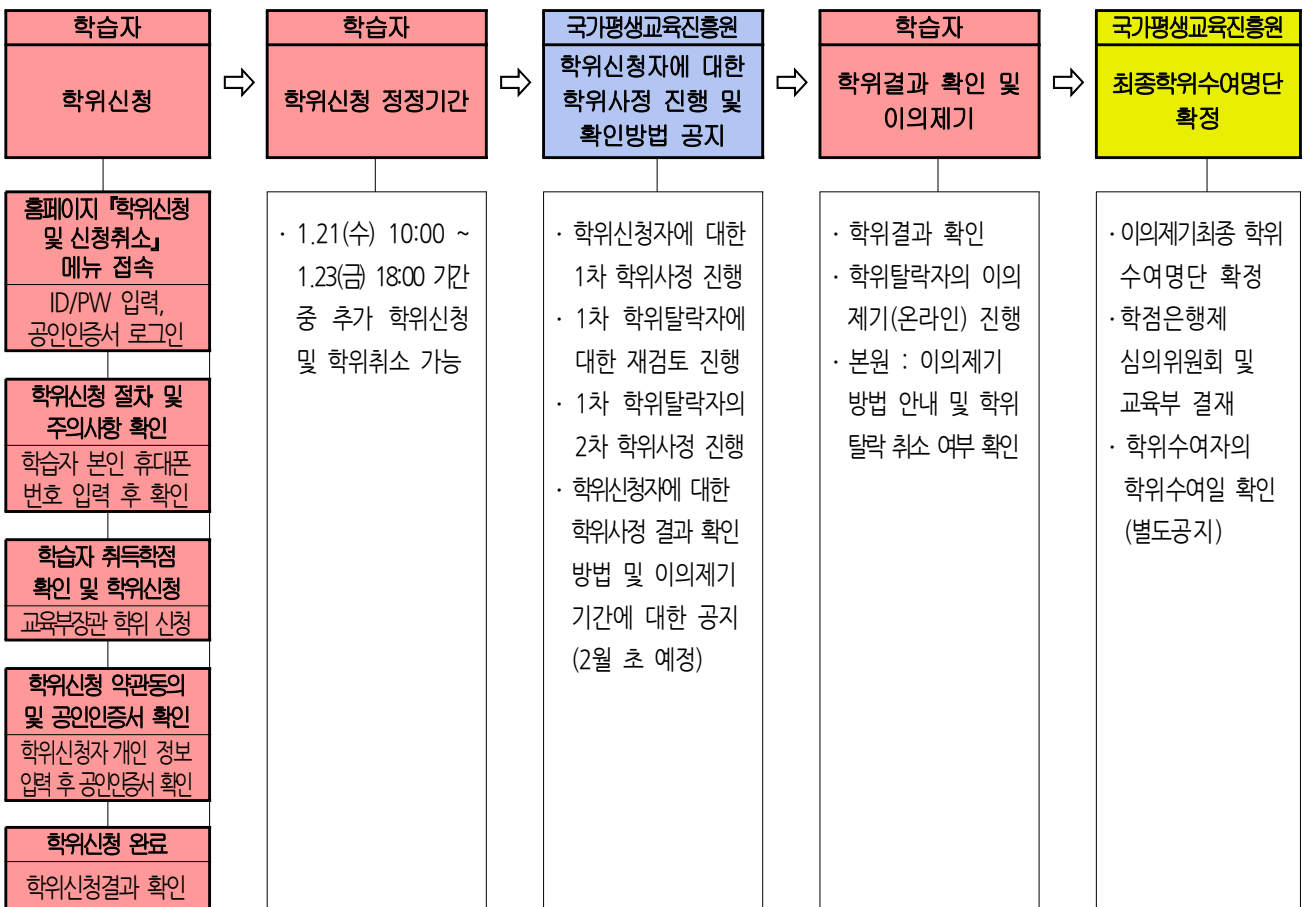 학습자
학위신청
학습자
학위신청 정정기간
국가평생교육진흥원
학위신청자에 대한
학위사정 진행 및
확인방법 공지
학습자
학위결과 확인 및
이의제기
국가평생교육진흥원
최종학위수여명단
확정
홈페이지 『학위신청
및 신청취소』
메뉴 접속
ID/PW 입력,
공인인증서 로그인
학위신청 절차 및
주의사항 확인
학습자 본인 휴대폰
번호 입력 후 확인
학습자 취득학점
확인 및 학위신청
교육부장관 학위 신청
학위신청 약관동의
및 공인인증서 확인
학위신청자 개인 정보
입력 후 공인인증서 확인
학위신청 완료
학위신청결과 확인
· 1.21(수) 10:00 ~
1.23(금) 18:00 기간
중 추가 학위신청
및 학위취소 가능
· 학위신청자에 대한
1차 학위사정 진행
· 1차 학위탈락자에
대한 재검토 진행
· 1차 학위탈락자의
2차 학위사정 진행
· 학위신청자에 대한
학위사정 결과 확인
방법 및 이의제기
기간에 대한 공지
(2월 초 예정)
· 학위결과 확인
· 학위탈락자의 이의
제기(온라인) 진행
· 본원 : 이의제기
방법 안내 및 학위
탈락 취소 여부 확인
· 이의제기최종 학위
수여명단 확정
· 학점은행제
심의위원회 및
교육부 결재
· 학위수여자의
학위수여일 확인
(별도공지)